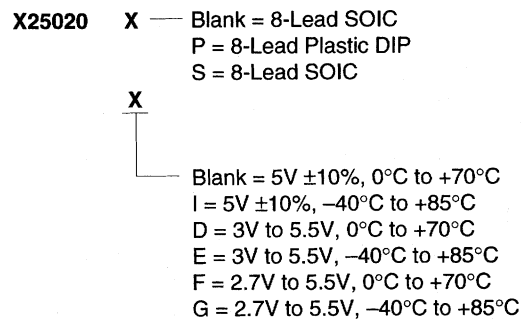 X25020 X Blank = 8-Lead SOIC
P = 8-Lead Plastic DIP
S = 8-Lead SOIC
X
Blank = 5V ±10%, 0°C to +70°C
I = 5V ±10%, –40°C to +85°C
D = 3V to 5.5V, 0°C to +70°C
E = 3V to 5.5V, –40°C to +85°C
F = 2.7V to 5.5V, 0°C to +70°C
G = 2.7V to 5.5V, –40°C to +85°C